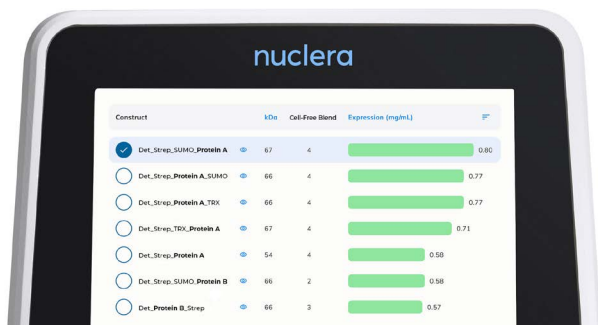 nuclera
Construct kDa Cell-Free Blend Expression (mg/mL)
Det_Strep_SUMO_Protein A 67 4 0.80
Det_Strep_Protein A_SUMO 66 4 0.77
Det_Strep_Protein A_TRX 66 4 0.77
Det_Strep_TRX_Protein A 67 4 0.71
Det_Strep_Protein A 54 4 0.58
Det_Strep_SUMO_Protein B 66 2 0.58
Det_Protein B_Strep 66 3 0.57